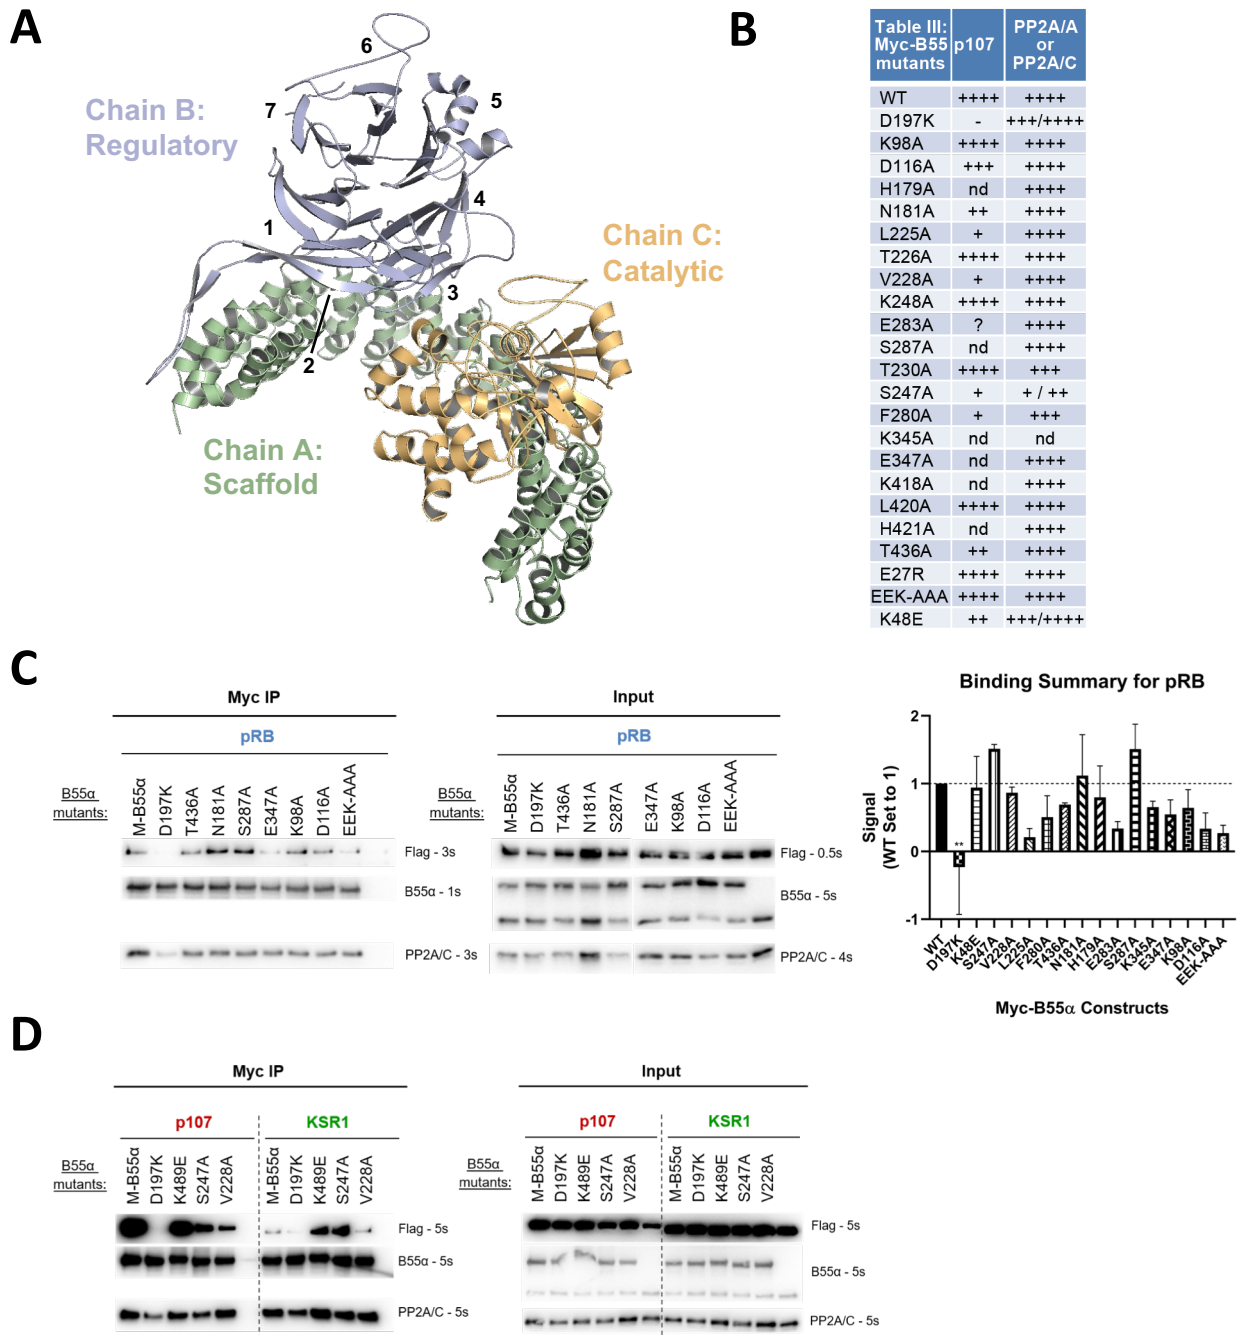 A
6
7
5
Chain B:
Regulatory
4
1
Chain C:
Catalytic
3
2
Chain A:
Scaffold
B
Table III: Myc-B55 mutants p107 PP2A/A or PP2A/C
WT ++++ ++++
D197K - +++/++++
K98A ++++ ++++
D116A +++ ++++
H179A nd ++++
N181A ++ ++++
L225A + ++++
T226A ++++ ++++
V228A + ++++
K248A ++++ ++++
E283A ? ++++
S287A nd ++++
T230A ++++ +++
S247A + + / ++
F280A + +++
K345A nd nd
E347A nd ++++
K418A nd ++++
L420A ++++ ++++
H421A nd ++++
T436A ++ ++++
E27R ++++ ++++
EEK-AAA ++++ ++++
K48E ++ +++/++++
C
Myc IP
pRB
B55α mutants:
M-B55α D197K T436A N181A S287A E347A K98A D116A EEK-AAA
Flag - 3s
B55α - 1s
PP2A/C - 3s
Input
pRB
B55α mutants:
M-B55α D197K T436A N181A S287A E347A K98A D116A EEK-AAA
Flag - 0.5s
B55α - 5s
PP2A/C - 4s
Binding Summary for pRB
Signal
(WT Set to 1)
2
1
0
-1
**
WT D197K K48E S247A V228A L225A F280A T436A N181A H179A E283A S287A K345A E347A K98A D116A EEK-AAA
Myc-B55α Constructs
D
Myc IP
p107 KSR1
B55α mutants:
M-B55α D197K K489E S247A V228A M-B55α D197K K489E S247A V228A
Flag - 5s
B55α - 5s
PP2A/C - 5s
Input
p107 KSR1
B55α mutants:
M-B55α D197K K489E S247A V228A M-B55α D197K K489E S247A V228A
Flag - 5s
B55α - 5s
PP2A/C - 5s